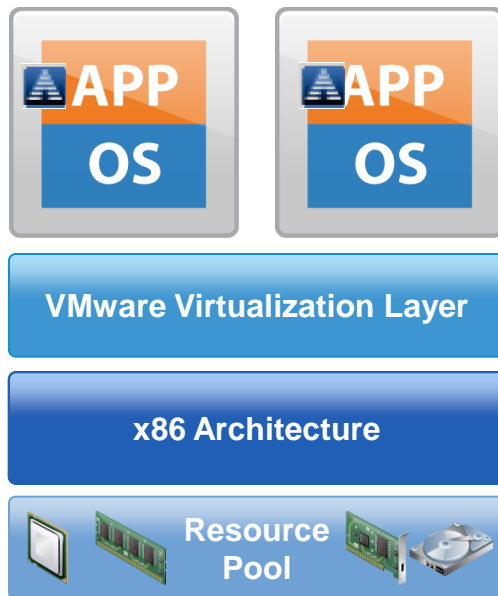 APP
OS
APP
OS
VMware Virtualization Layer
x86 Architecture
Resource
Pool